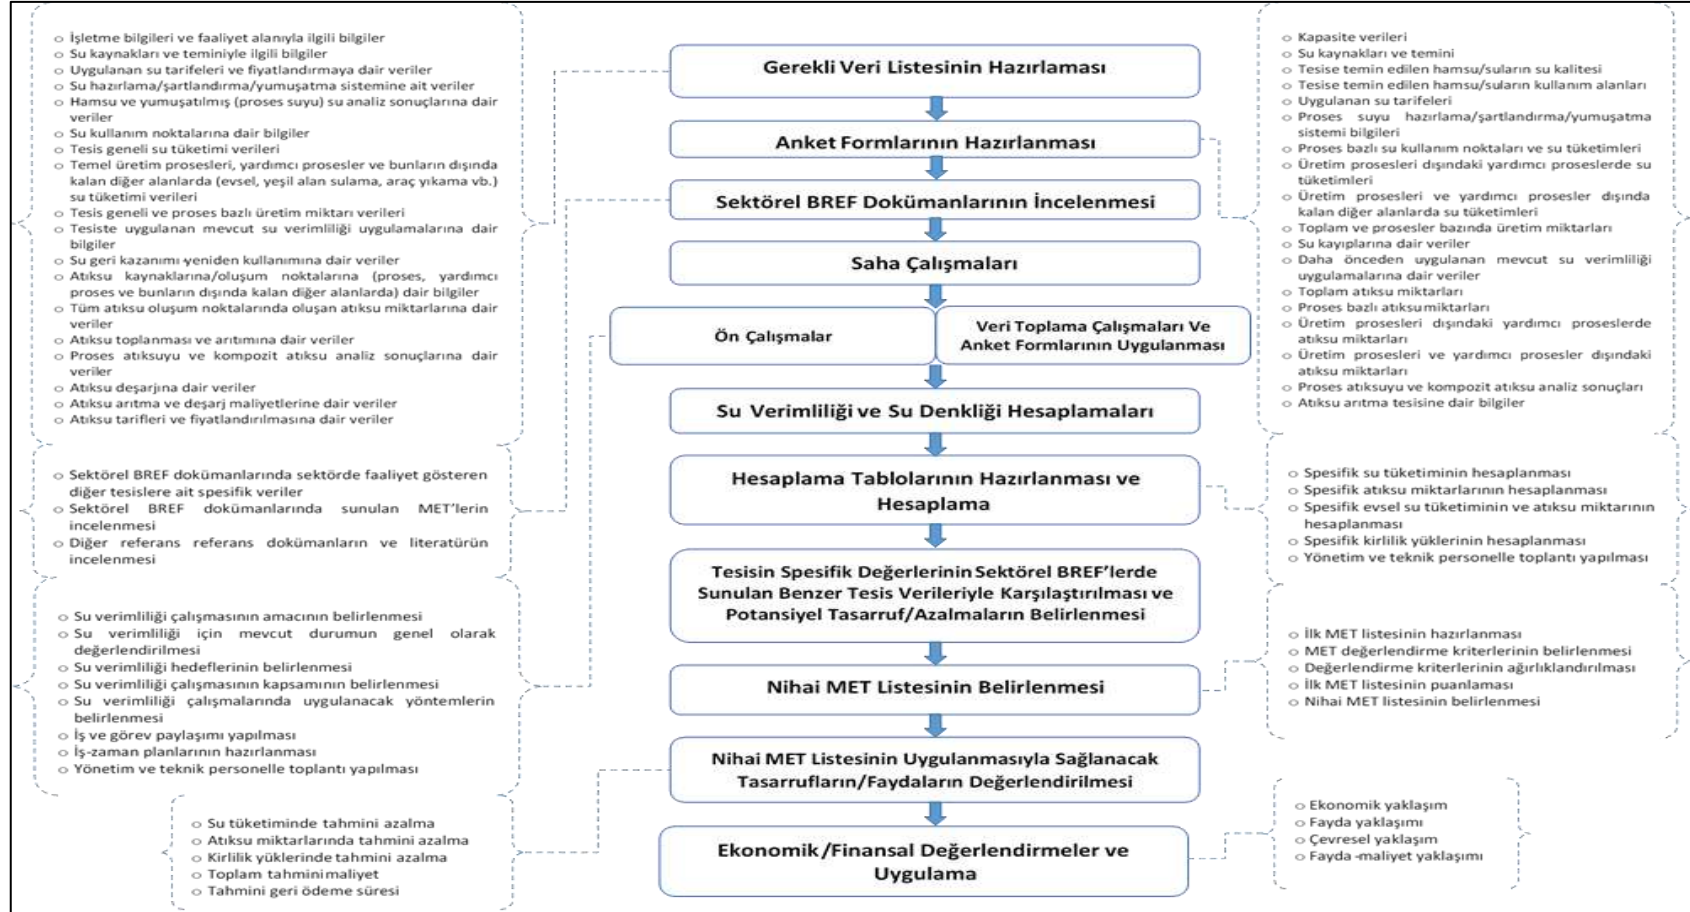 ○ İşletme bilgileri ve faaliyet alanıyla ilgili bilgiler
○ Su kaynakları ve teminiyle ilgili bilgiler
○ Uygulanan su tarifeleri ve fiyatlandırmaya dair veriler
○ Su hazırlama/şartlandırma/yumuşatma sistemine ait veriler
○ Hamsu ve yumuşatılmış (proses suyu) su analiz sonuçlarına dair
veriler
○ Su kullanım noktalarına dair bilgiler
○ Tesis geneli su tüketimi verileri
○ Temel üretim prosesleri, yardımcı prosesler ve bunların dışında
kalan diğer alanlarda (evsel, yeşil alan sulama, araç yıkama vb.)
su tüketimi verileri
○ Tesis geneli ve proses bazlı üretim miktarı verileri
○ Tesiste uygulanan mevcut su verimliliği uygulamalarına dair
bilgiler
○ Su geri kazanımı-yeniden kullanımına dair veriler
○ Atıksu kaynaklarına/oluşum noktalarına (proses, yardımcı
proses ve bunların dışında kalan diğer alanlarda) dair bilgiler
○ Tüm atıksu oluşum noktalarında oluşan atıksu miktarlarına dair
veriler
○ Atıksu toplanması ve arıtımına dair veriler
○ Proses atıksuyu ve kompozit atıksu analiz sonuçlarına dair
veriler
○ Atıksu deşarjına dair veriler
○ Atıksu arıtma ve deşarj maliyetlerine dair veriler
○ Atıksu tarifleri ve fiyatlandırılmasına dair veriler
○ Sektörel BREF dokümanlarında sektörde faaliyet gösteren
diğer tesislere ait spesifik veriler
○ Sektörel BREF dokümanlarında sunulan MET'lerin
incelenmesi
○ Diğer referans referans dokümanların ve literatürün
incelenmesi
○ Su verimliliği çalışmasının amacının belirlenmesi
○ Su verimliliği için mevcut durumun genel olarak
değerlendirilmesi
○ Su verimliliği hedeflerinin belirlenmesi
○ Su verimliliği çalışmasının kapsamının belirlenmesi
○ Su verimliliği çalışmalarında uygulanacak yöntemlerin
belirlenmesi
○ İş ve görev paylaşımı yapılması
○ İş-zaman planlarının hazırlanması
○ Yönetim ve teknik personelle toplantı yapılması
○ Su tüketiminde tahmini azalma
○ Atıksu miktarlarında tahmini azalma
○ Kirlilik yüklerinde tahmini azalma
○ Toplam tahmini maliyet
○ Tahmini geri ödeme süresi
Gerekli Veri Listesinin Hazırlaması
Anket Formlarının Hazırlanması
Sektörel BREF Dokümanlarının İncelenmesi
Saha Çalışmaları
Ön Çalışmalar
Veri Toplama Çalışmaları Ve
Anket Formlarının Uygulanması
Su Verimliliği ve Su Denkliği Hesaplamaları
Hesaplama Tablolarının Hazırlanması ve
Hesaplama
Tesisin Spesifik Değerlerinin Sektörel BREF'lerde
Sunulan Benzer Tesis Verileriyle Karşılaştırılması ve
Potansiyel Tasarruf/Azalmaların Belirlenmesi
Nihai MET Listesinin Belirlenmesi
Nihai MET Listesinin Uygulanmasıyla Sağlanacak
Tasarrufların/Faydaların Değerlendirilmesi
Ekonomik/Finansal Değerlendirmeler ve
Uygulama
○ Kapasite verileri
○ Su kaynakları ve temini
○ Tesise temin edilen hamsu/suların su kalitesi
○ Tesise temin edilen hamsu/suların kullanım alanları
○ Uygulanan su tarifeleri
○ Proses suyu hazırlama/şartlandırma/yumuşatma
sistemi bilgileri
○ Proses bazlı su kullanım noktaları ve su tüketimleri
○ Üretim prosesleri dışındaki yardımcı proseslerde su
tüketimleri
○ Üretim prosesleri ve yardımcı prosesler dışında
kalan diğer alanlarda su tüketimleri
○ Toplam ve prosesler bazında üretim miktarları
○ Su kayıplarına dair veriler
○ Daha önceden uygulanan mevcut su verimliliği
uygulamalarına dair veriler
○ Toplam atıksu miktarları
○ Proses bazlı atıksu miktarları
○ Üretim prosesleri dışındaki yardımcı proseslerde
atıksu miktarları
○ Üretim prosesleri ve yardımcı prosesler dışındaki
atıksu miktarları
○ Proses atıksuyu ve kompozit atıksu analiz sonuçları
○ Atıksu arıtma tesisine dair bilgiler
○ Spesifik su tüketiminin hesaplanması
○ Spesifik atıksu miktarlarının hesaplanması
○ Spesifik evsel su tüketiminin ve atıksu miktarının
hesaplanması
○ Spesifik kirlilik yüklerinin hesaplanması
○ Yönetim ve teknik personelle toplantı yapılması
○ İlk MET listesinin hazırlanması
○ MET değerlendirme kriterlerinin belirlenmesi
○ Değerlendirme kriterlerinin ağırlıklandırılması
○ İlk MET listesinin puanlaması
○ Nihai MET listesinin belirlenmesi
○ Ekonomik yaklaşım
○ Fayda yaklaşımı
○ Çevresel yaklaşım
○ Fayda-maliyet yaklaşımı